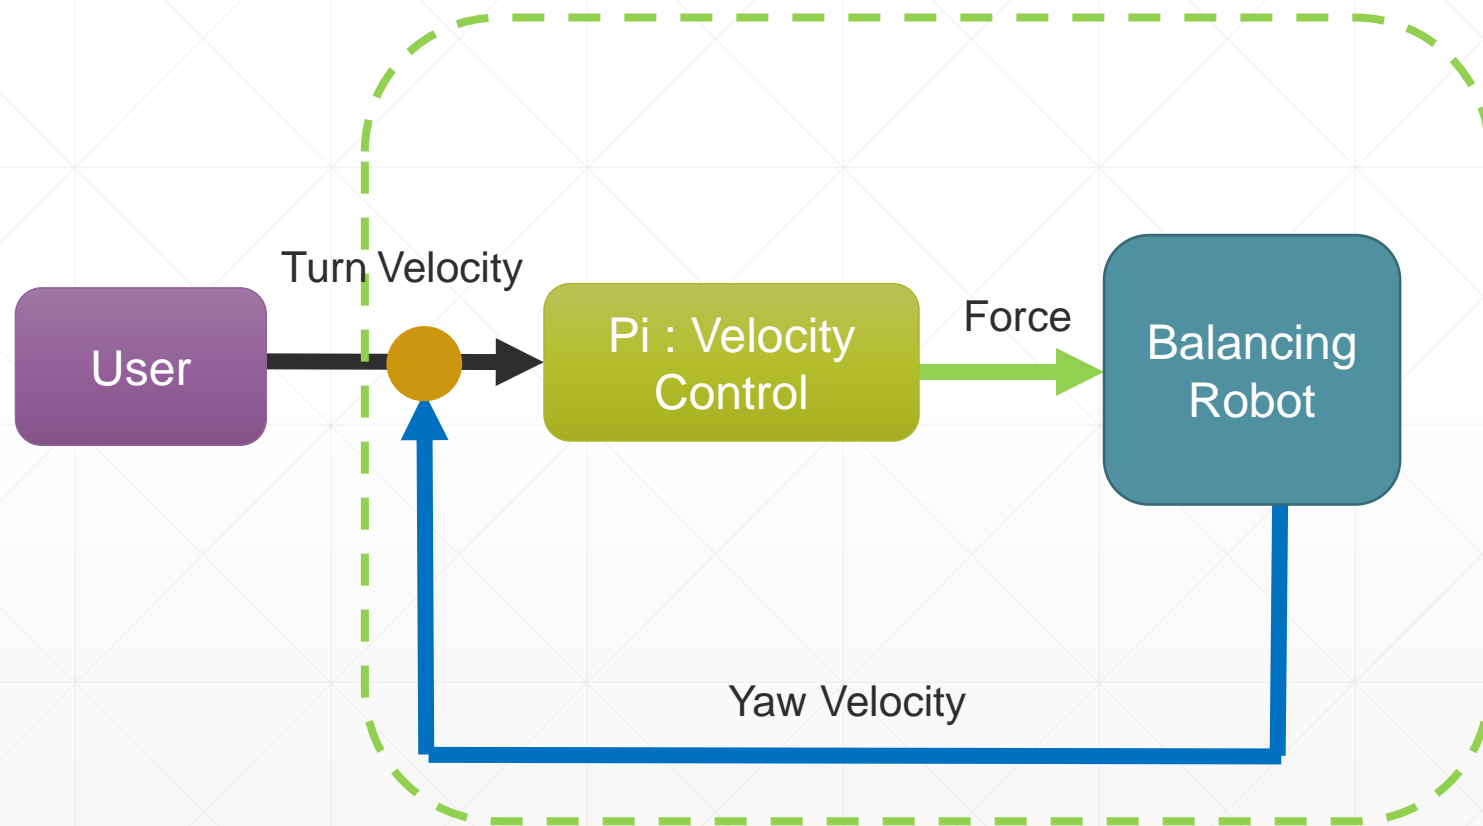 Turn Velocity
User
Pi : Velocity
Control
Force
Balancing
Robot
Yaw Velocity